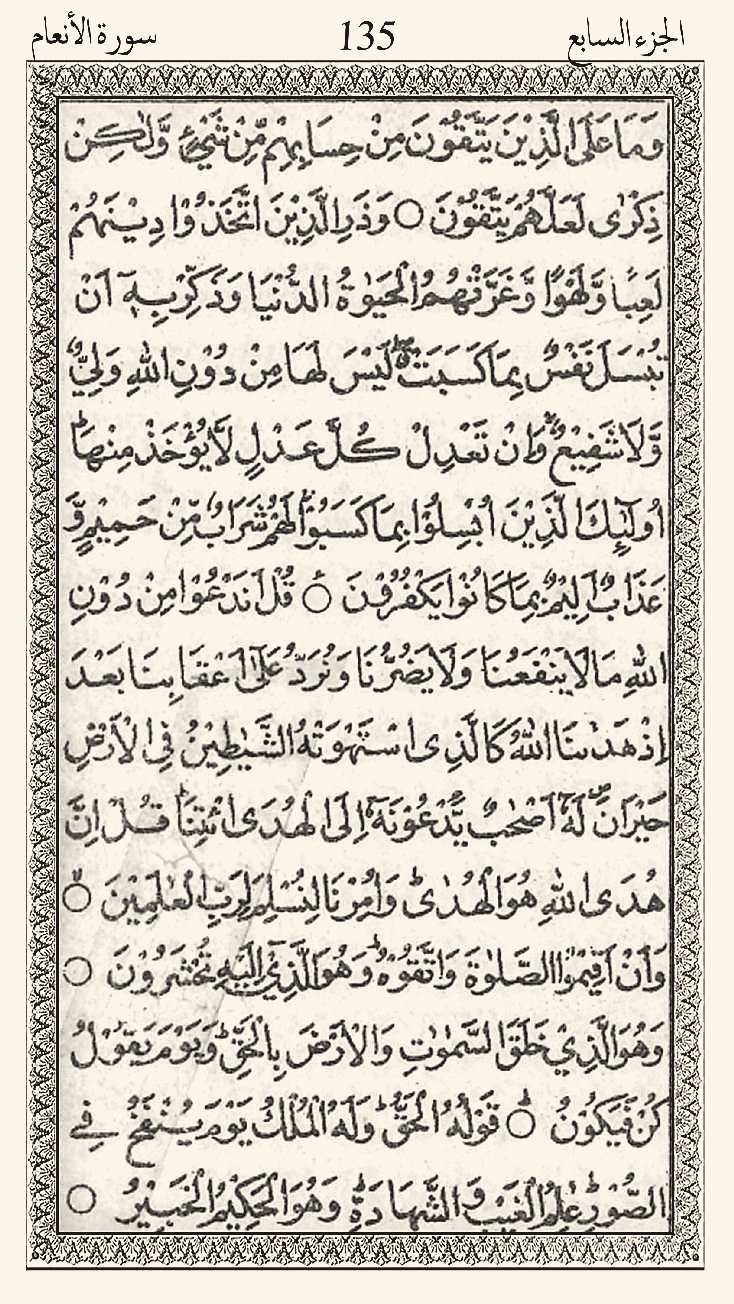 الجزء السابع 135 سورة الأنعام
وَمَا عَلَى الَّذِيْنَ يَتَّقُوْنَ مِنْ حِسَابِهِمْ مِّنْ شَيْءٍ وَّلٰكِنْ
ذِكْرٰى لَعَلَّهُمْ يَتَّقُوْنَ ○ وَذَرِ الَّذِيْنَ اتَّخَذُوْا دِيْنَهُمْ
لَعِبًا وَّلَهْوًا وَّغَرَّتْهُمُ الْحَيٰوةُ الدُّنْيَا وَذَكِّرْ بِهٖٓ اَنْ
تُبْسَلَ نَفْسٌ بِمَا كَسَبَتْ ۖ لَيْسَ لَهَا مِنْ دُوْنِ اللّٰهِ وَلِيٌّ
وَّلَا شَفِيْعٌ ۚ وَاِنْ تَعْدِلْ كُلَّ عَدْلٍ لَّا يُؤْخَذْ مِنْهَا ؕ
اُولٰٓئِكَ الَّذِيْنَ اُبْسِلُوْا بِمَا كَسَبُوْا ۚ لَهُمْ شَرَابٌ مِّنْ حَمِيْمٍ وَّ
عَذَابٌ اَلِيْمٌۢ بِمَا كَانُوْا يَكْفُرُوْنَ ○ قُلْ اَنَدْعُوْا مِنْ دُوْنِ
اللّٰهِ مَا لَا يَنْفَعُنَا وَلَا يَضُرُّنَا وَنُرَدُّ عَلٰٓى اَعْقَابِنَا بَعْدَ
اِذْ هَدٰىنَا اللّٰهُ كَالَّذِى اسْتَهْوَتْهُ الشَّيٰطِيْنُ فِى الْاَرْضِ
حَيْرَانَ ۖ لَهٗٓ اَصْحٰبٌ يَّدْعُوْنَهٗٓ اِلَى الْهُدَى ائْتِنَا ؕ قُلْ اِنَّ
هُدَى اللّٰهِ هُوَ الْهُدٰى ؕ وَاُمِرْنَا لِنُسْلِمَ لِرَبِّ الْعٰلَمِيْنَ ○
وَاَنْ اَقِيْمُوا الصَّلٰوةَ وَاتَّقُوْهُ ؕ وَهُوَ الَّذِيْٓ اِلَيْهِ تُحْشَرُوْنَ ○
وَهُوَ الَّذِيْ خَلَقَ السَّمٰوٰتِ وَالْاَرْضَ بِالْحَقِّ ؕ وَيَوْمَ يَقُوْلُ
كُنْ فَيَكُوْنُ ○ قَوْلُهُ الْحَقُّ ؕ وَلَهُ الْمُلْكُ يَوْمَ يُنْفَخُ فِے
الصُّوْرِ ؕ عٰلِمُ الْغَيْبِ وَالشَّهَادَةِ ؕ وَهُوَ الْحَكِيْمُ الْخَبِيْرُ ○